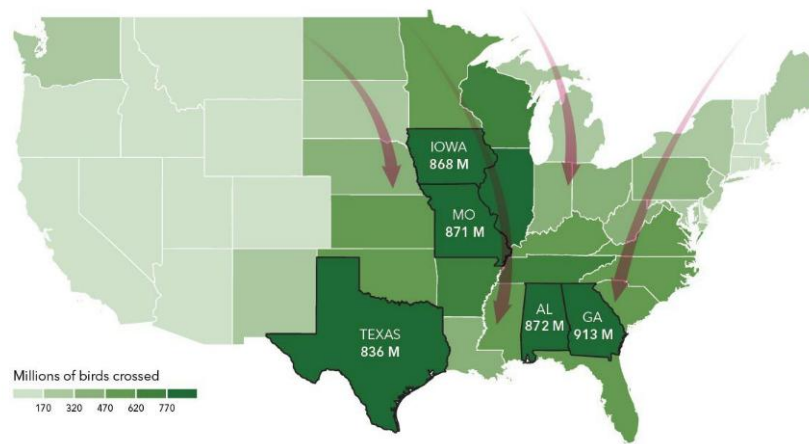 IOWA
868 M
MO
871 M
AL
872 M
GA
913 M
TEXAS
836 M
Millions of birds crossed
170 320 470 620 770